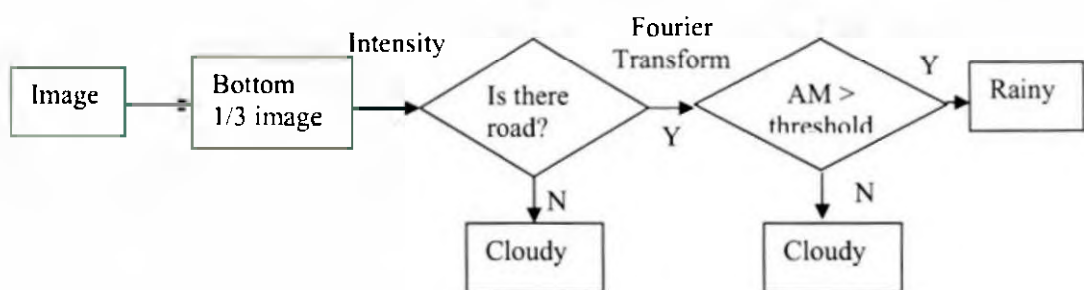 Image
Bottom
1/3 image
Intensity
Is there
road?
Y
N
Cloudy
Fourier
Transform
AM >
threshold
Y
Rainy
N
Cloudy